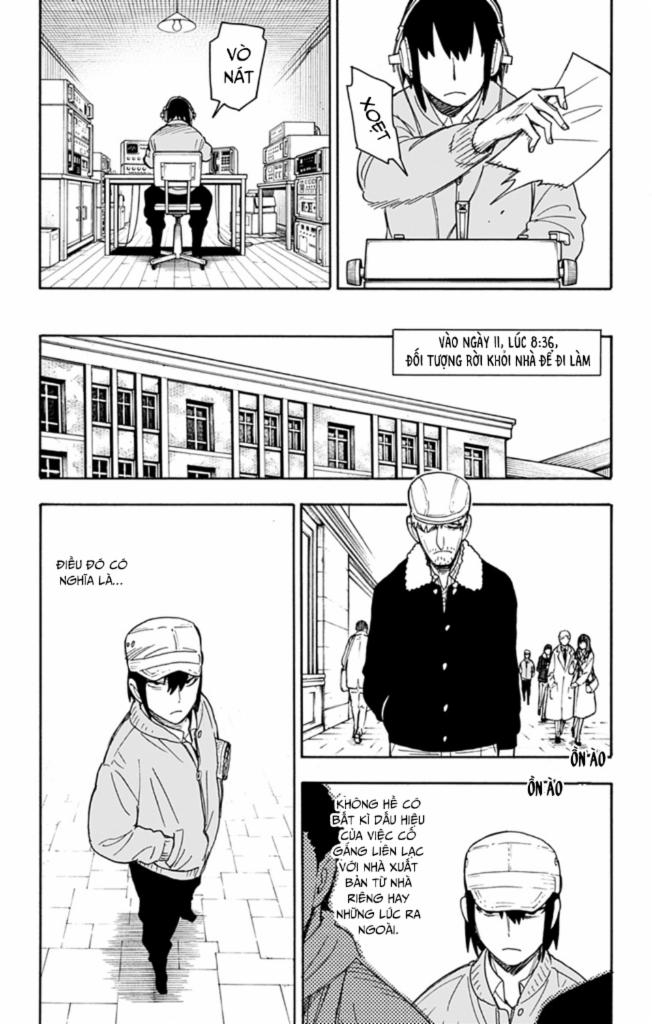 VÒ
NÁT
XOẸT
VÀO NGÀY 11, LÚC 8:36,
ĐỐI TƯỢNG RỜI KHỎI NHÀ ĐỂ ĐI LÀM
ĐIỀU ĐÓ CÓ
NGHĨA LÀ...
ỒN ÀO
ỒN ÀO
KHÔNG HỀ CÓ
BẤT KÌ DẤU HIỆU
CỦA VIỆC CỐ
GẮNG LIÊN LẠC
VỚI NHÀ XUẤT
BẢN TỪ NHÀ
RIÊNG HAY
NHỮNG LÚC RA
NGOÀI.